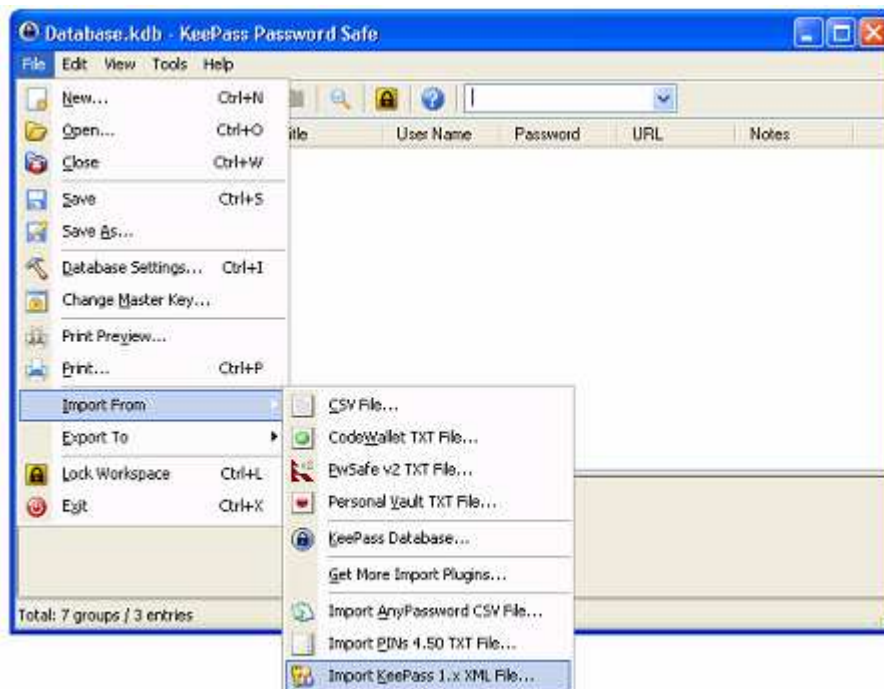 Database.kdb - KeePass Password Safe
File Edit View Tools Help
New... Ctrl+N
Open... Ctrl+O
Close Ctrl+W
Save Ctrl+S
Save As...
Database Settings... Ctrl+I
Change Master Key...
Print Preview...
Print... Ctrl+P
Import From
Export To
Lock Workspace Ctrl+L
Exit Ctrl+X
itle User Name Password URL Notes
CSV File...
CodeWallet TXT File...
PwSafe v2 TXT File...
Personal Vault TXT File...
KeePass Database...
Get More Import Plugins...
Import AnyPassword CSV File...
Import PINs 4.50 TXT File...
Import KeePass 1.x XML File...
Total: 7 groups / 3 entries